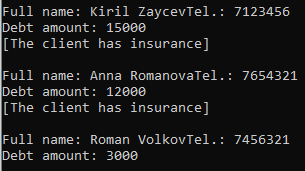 Full name: Kiril ZaycevTel.: 7123456
Debt amount: 15000
[The client has insurance]
Full name: Anna RomanovaTel.: 7654321
Debt amount: 12000
[The client has insurance]
Full name: Roman VolkovTel.: 7456321
Debt amount: 3000